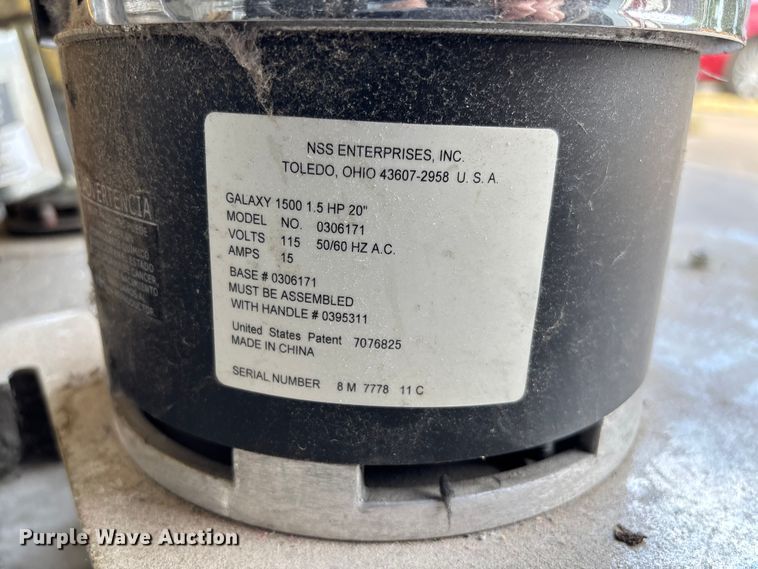 NSS ENTERPRISES, INC.
TOLEDO, OHIO 43607-2958 U. S. A.
GALAXY 1500 1.5 HP 20"
MODEL NO. 0306171
VOLTS 115 50/60 HZ A.C.
AMPS 15
BASE # 0306171
MUST BE ASSEMBLED
WITH HANDLE # 0395311
United States Patent 7076825
MADE IN CHINA
SERIAL NUMBER 8 M 7778 11 C
Purple Wave Auction